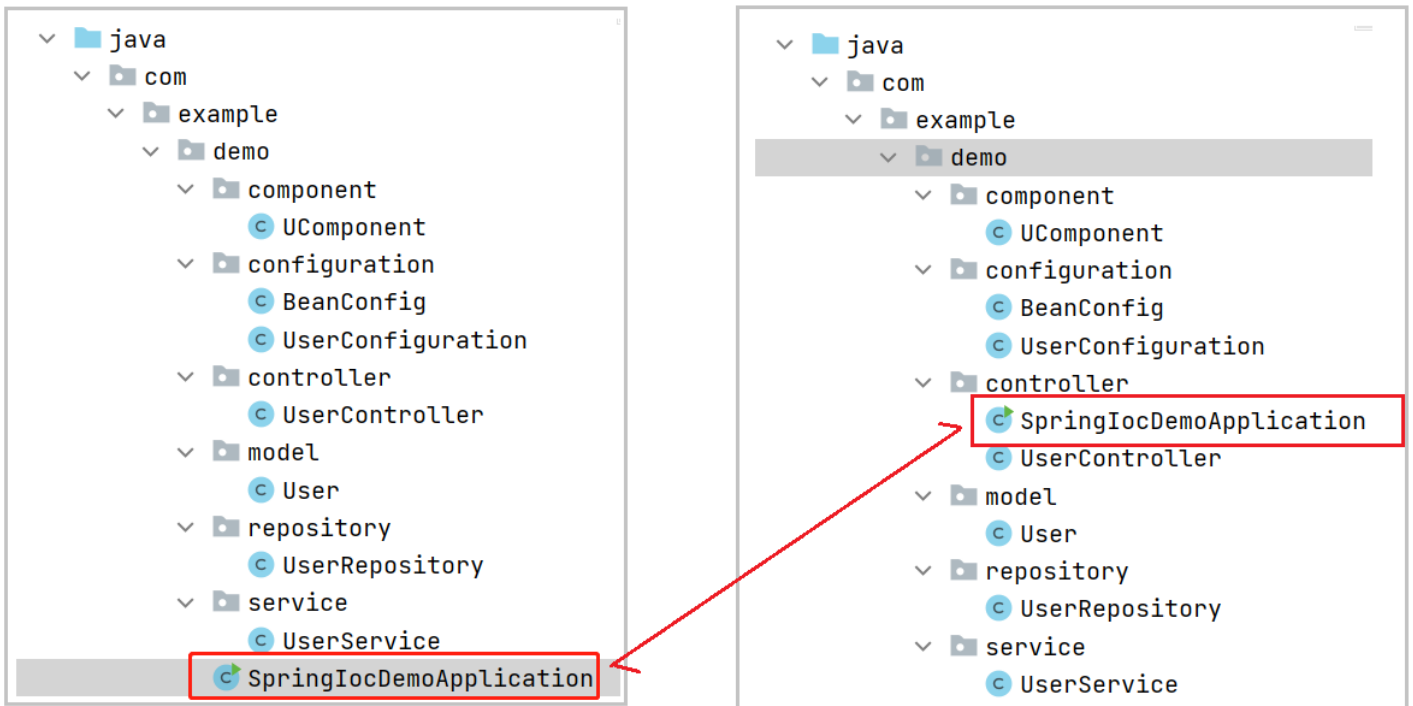 java
com
example
demo
component
UComponent
configuration
BeanConfig
UserConfiguration
controller
UserController
model
User
repository
UserRepository
service
UserService
SpringIocDemoApplication
java
com
example
demo
component
UComponent
configuration
BeanConfig
UserConfiguration
controller
SpringIocDemoApplication
UserController
model
User
repository
UserRepository
service
UserService